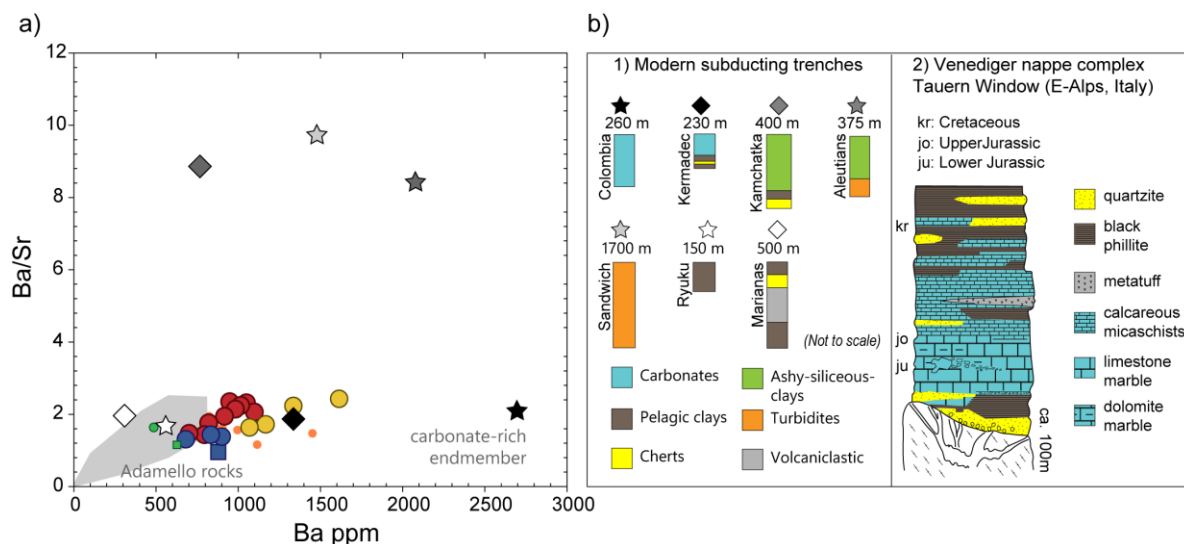 a)
12
10
8
6
4
2
0
Ba/Sr
Adamello rocks
carbonate-rich
endmember
0
500
1000
1500
2000
2500
3000
Ba ppm
b)
1) Modern subducting trenches
260 m
230 m
400 m
375 m
Colombia
Kermadec
Kamchatka
Aleutians
1700 m
150 m
500 m
Sandwich
Ryuku
Marianas
(Not to scale)
Carbonates
Ashy-siliceous-
clays
Pelagic clays
Turbidites
Cherts
Volcaniclastic
2) Venediger nappe complex
Tauern Window (E-Alps, Italy)
kr: Cretaceous
jo: UpperJurassic
ju: Lower Jurassic
kr
jo
ju
ca. 100m
quartzite
black
phillite
metatuff
calcareous
micaschists
limestone
marble
dolomite
marble